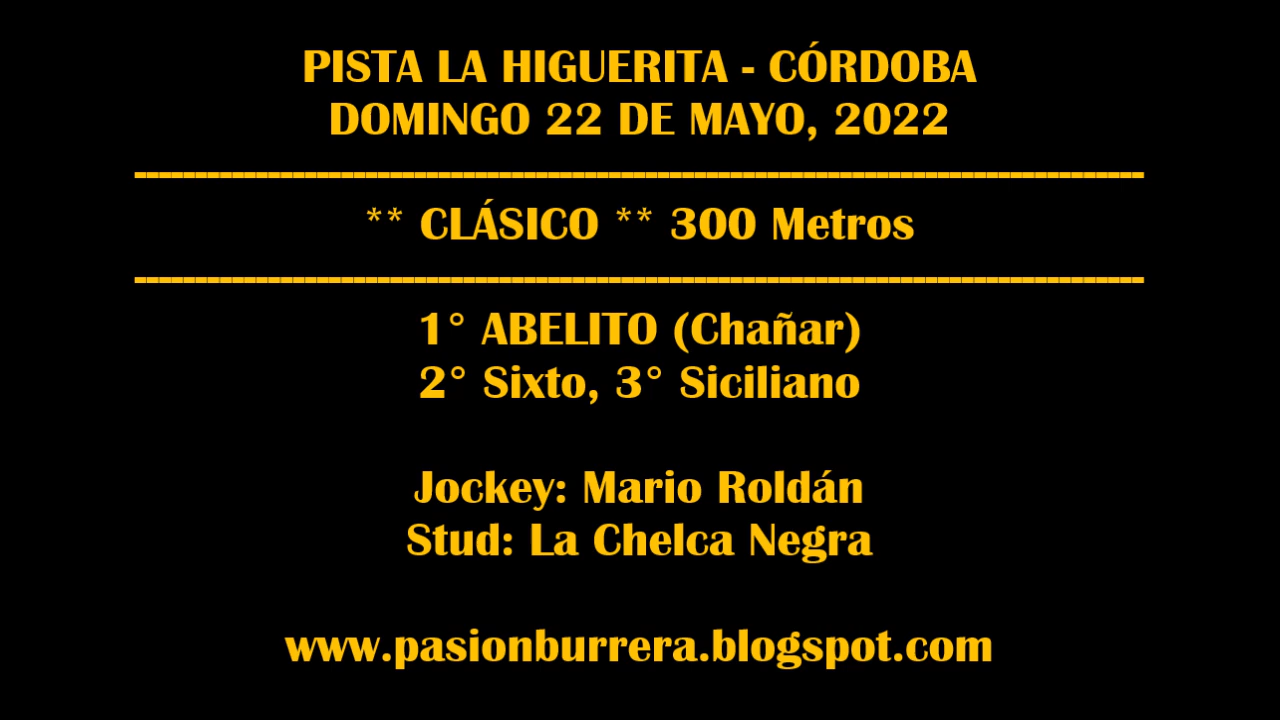 PISTA LA HIGUERITA - CÓRDOBA
DOMINGO 22 DE MAYO, 2022
** CLÁSICO ** 300 Metros
1° ABELITO (Chañar)
2° Sixto, 3° Siciliano
Jockey: Mario Roldán
Stud: La Chelca Negra
www.pasionburrera.blogspot.com